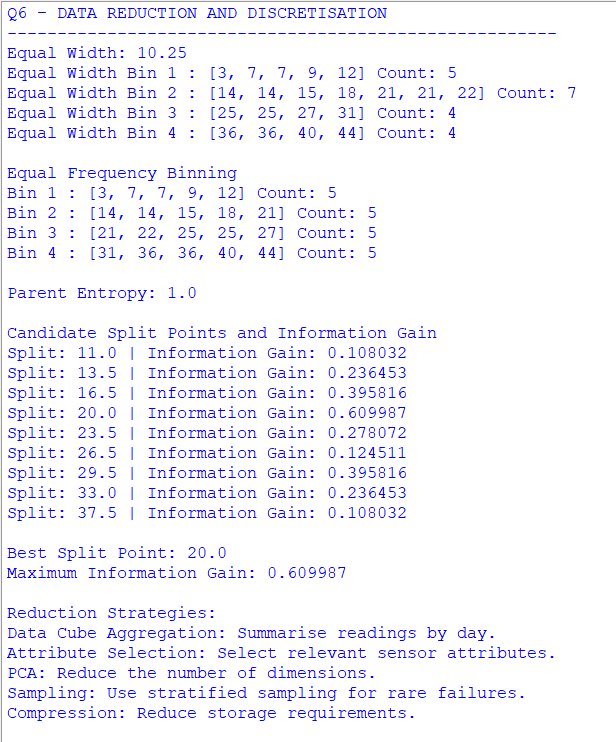 Q6 – DATA REDUCTION AND DISCRETISATION
-------------------------------------------------------
Equal Width: 10.25
Equal Width Bin 1 : [3, 7, 7, 9, 12] Count: 5
Equal Width Bin 2 : [14, 14, 15, 18, 21, 21, 22] Count: 7
Equal Width Bin 3 : [25, 25, 27, 31] Count: 4
Equal Width Bin 4 : [36, 36, 40, 44] Count: 4

Equal Frequency Binning
Bin 1 : [3, 7, 7, 9, 12] Count: 5
Bin 2 : [14, 14, 15, 18, 21] Count: 5
Bin 3 : [21, 22, 25, 25, 27] Count: 5
Bin 4 : [31, 36, 36, 40, 44] Count: 5

Parent Entropy: 1.0

Candidate Split Points and Information Gain
Split: 11.0 | Information Gain: 0.108032
Split: 13.5 | Information Gain: 0.236453
Split: 16.5 | Information Gain: 0.395816
Split: 20.0 | Information Gain: 0.609987
Split: 23.5 | Information Gain: 0.278072
Split: 26.5 | Information Gain: 0.124511
Split: 29.5 | Information Gain: 0.395816
Split: 33.0 | Information Gain: 0.236453
Split: 37.5 | Information Gain: 0.108032

Best Split Point: 20.0
Maximum Information Gain: 0.609987

Reduction Strategies:
Data Cube Aggregation: Summarise readings by day.
Attribute Selection: Select relevant sensor attributes.
PCA: Reduce the number of dimensions.
Sampling: Use stratified sampling for rare failures.
Compression: Reduce storage requirements.